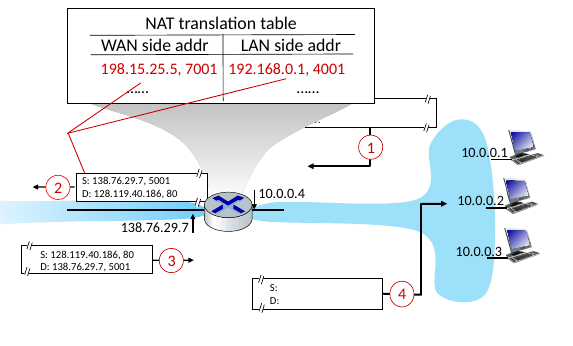 NAT translation table
WAN side addr LAN side addr
198.15.25.5, 7001 192.168.0.1, 4001
…… ……
...
1
10.0.0.1
2
S: 138.76.29.7, 5001
D: 128.119.40.186, 80
10.0.0.4
10.0.0.2
138.76.29.7
S: 128.119.40.186, 80
D: 138.76.29.7, 5001
3
10.0.0.3
S:
D:
4